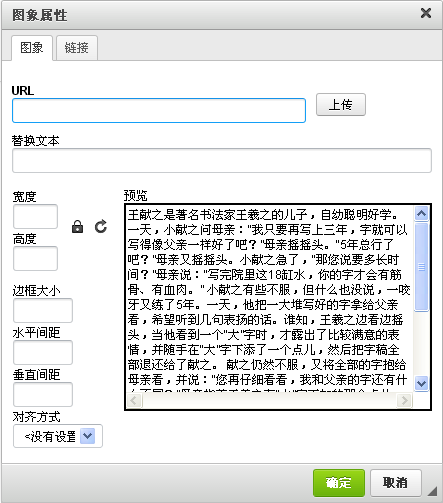 图象属性
图象 链接
URL
上传
替换文本
宽度
高度
边框大小
水平间距
垂直间距
对齐方式
<没有设置
预览
王献之是著名书法家王羲之的儿子，自幼聪明好学。
一天，小献之问母亲："我只要再写上三年，字就可以
写得像父亲一样好了吧？"母亲摇摇头。"5年总行了
吧？"母亲又摇摇头。小献之急了，"那您说要多长时
间？"母亲说："写完院里这18缸水，你的字才会有筋
骨、有血肉。"小献之有些不服，但什么也没说，一咬
牙又练了5年。一天，他把一大堆写好的字拿给父亲
看，希望听到几句表扬的话。谁知，王羲之边看边摇
头，当他看到一个"大"字时，才露出了比较满意的表
情，并随手在"大"字下添了一个点儿，然后把字稿全
部退还给了献之。 献之仍然不服，又将全部的字抱给
母亲看，并说："您再仔细看看，我和父亲的字还有什
确定
取消